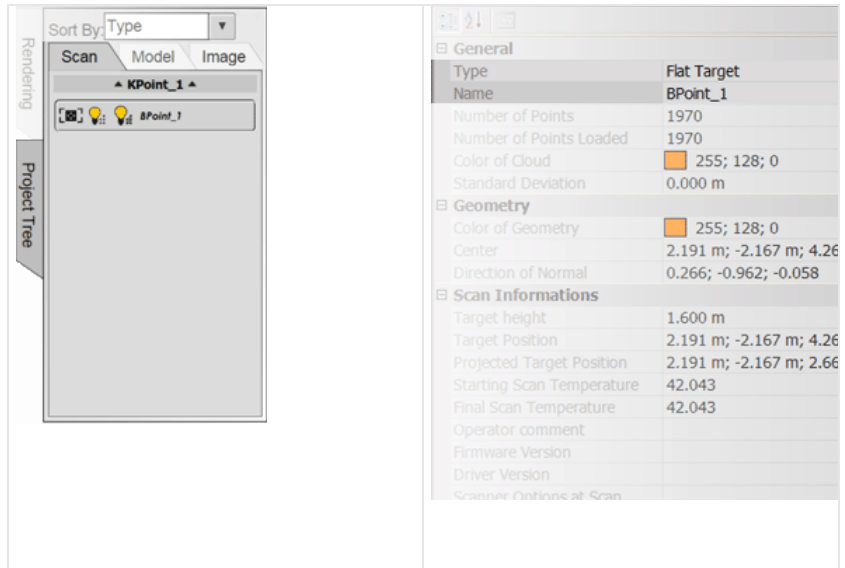 Sort By: Type
Rendering
Scan Model Image
KPoint_1
BPoint_1
Project Tree
General
Type Flat Target
Name BPoint_1
Number of Points 1970
Number of Points Loaded 1970
Color of Cloud 255; 128; 0
Standard Deviation 0.000 m
Geometry
Color of Geometry 255; 128; 0
Center 2.191 m; -2.167 m; 4.26
Direction of Normal 0.266; -0.962; -0.058
Scan Informations
Target height 1.600 m
Target Position 2.191 m; -2.167 m; 4.26
Projected Target Position 2.191 m; -2.167 m; 2.66
Starting Scan Temperature 42.043
Final Scan Temperature 42.043
Operator comment
Firmware Version
Driver Version
Scanner Options at Scan